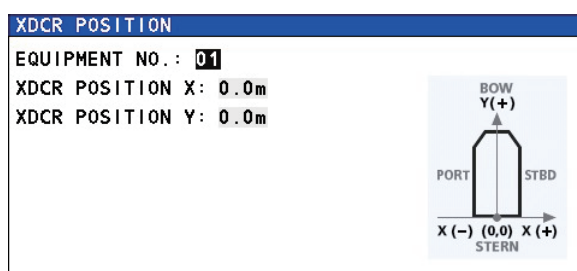 XDCR POSITION
EQUIPMENT NO.: 01
XDCR POSITION X: 0.0m
XDCR POSITION Y: 0.0m
BOW
Y(+)
PORT
STBD
X (–) (0,0) X (+)
STERN